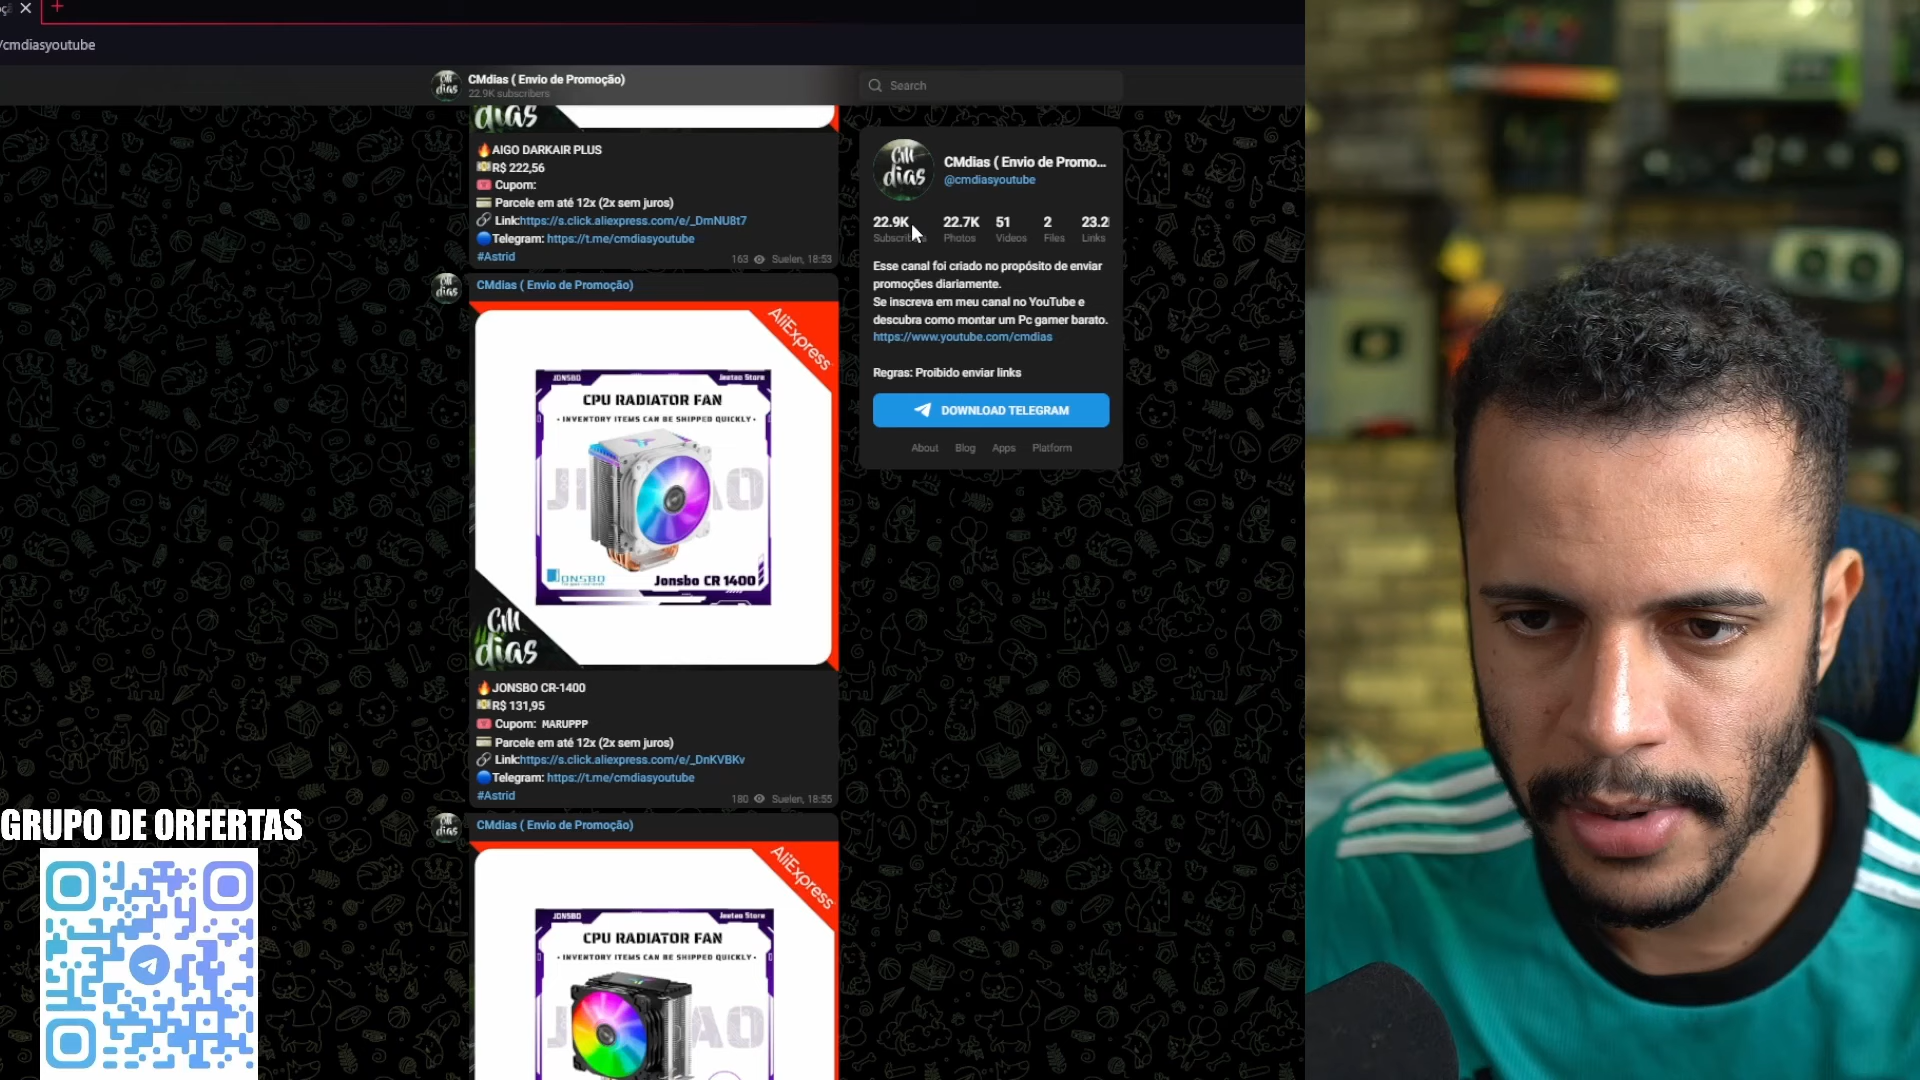 /cmdiasyoutube
CMdias ( Envio de Promoção)
22.9K subscribers
Search
dias
AIGO DARKAIR PLUS
R$ 222,56
Cupom:
Parcele em até 12x (2x sem juros)
Link:https://s.click.aliexpress.com/e/_DmNU8t7
Telegram: https://t.me/cmdiasyoutube
#Astrid
163 Suelen, 18:53
CM dias
CMdias ( Envio de Promo...
@cmdiasyoutube
22.9K 22.7K 51 2 23.2
Photos Videos Files Links
Esse canal foi criado no propósito de enviar
promoções diariamente.
Se inscreva em meu canal no YouTube e
descubra como montar um Pc gamer barato.
https://www.youtube.com/cmdias
Regras: Proibido enviar links
DOWNLOAD TELEGRAM
About Blog Apps Platform
CMdias ( Envio de Promoção)
AliExpress
JONSBO Jeetao Store
CPU RADIATOR FAN
• INVENTORY ITEMS CAN BE SHIPPED QUICKLY •
JONSBO
Jonsbo CR 1400
CM
dias
JONSBO CR-1400
R$ 131,95
Cupom: MARUPPP
Parcele em até 12x (2x sem juros)
Link:https://s.click.aliexpress.com/e/_DnKVBKv
Telegram: https://t.me/cmdiasyoutube
#Astrid
180 Suelen, 18:55
CMdias ( Envio de Promoção)
AliExpress
JONSBO Jeetao Store
CPU RADIATOR FAN
• INVENTORY ITEMS CAN BE SHIPPED QUICKLY •
GRUPO DE ORFERTAS